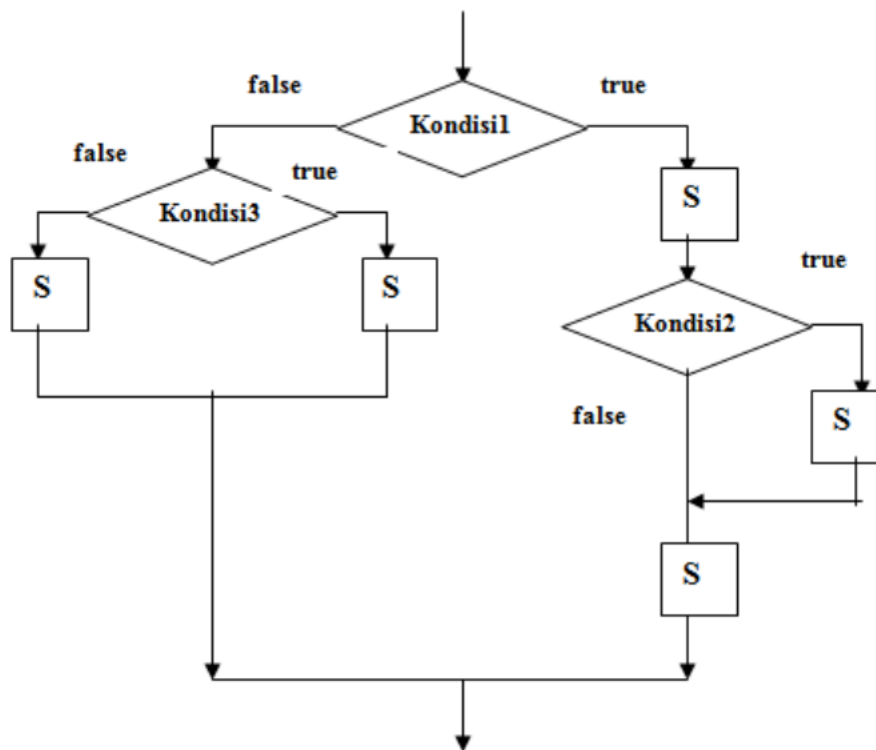 false
true
Kondisi1
false
true
S
Kondisi3
true
S
S
Kondisi2
false
S
S